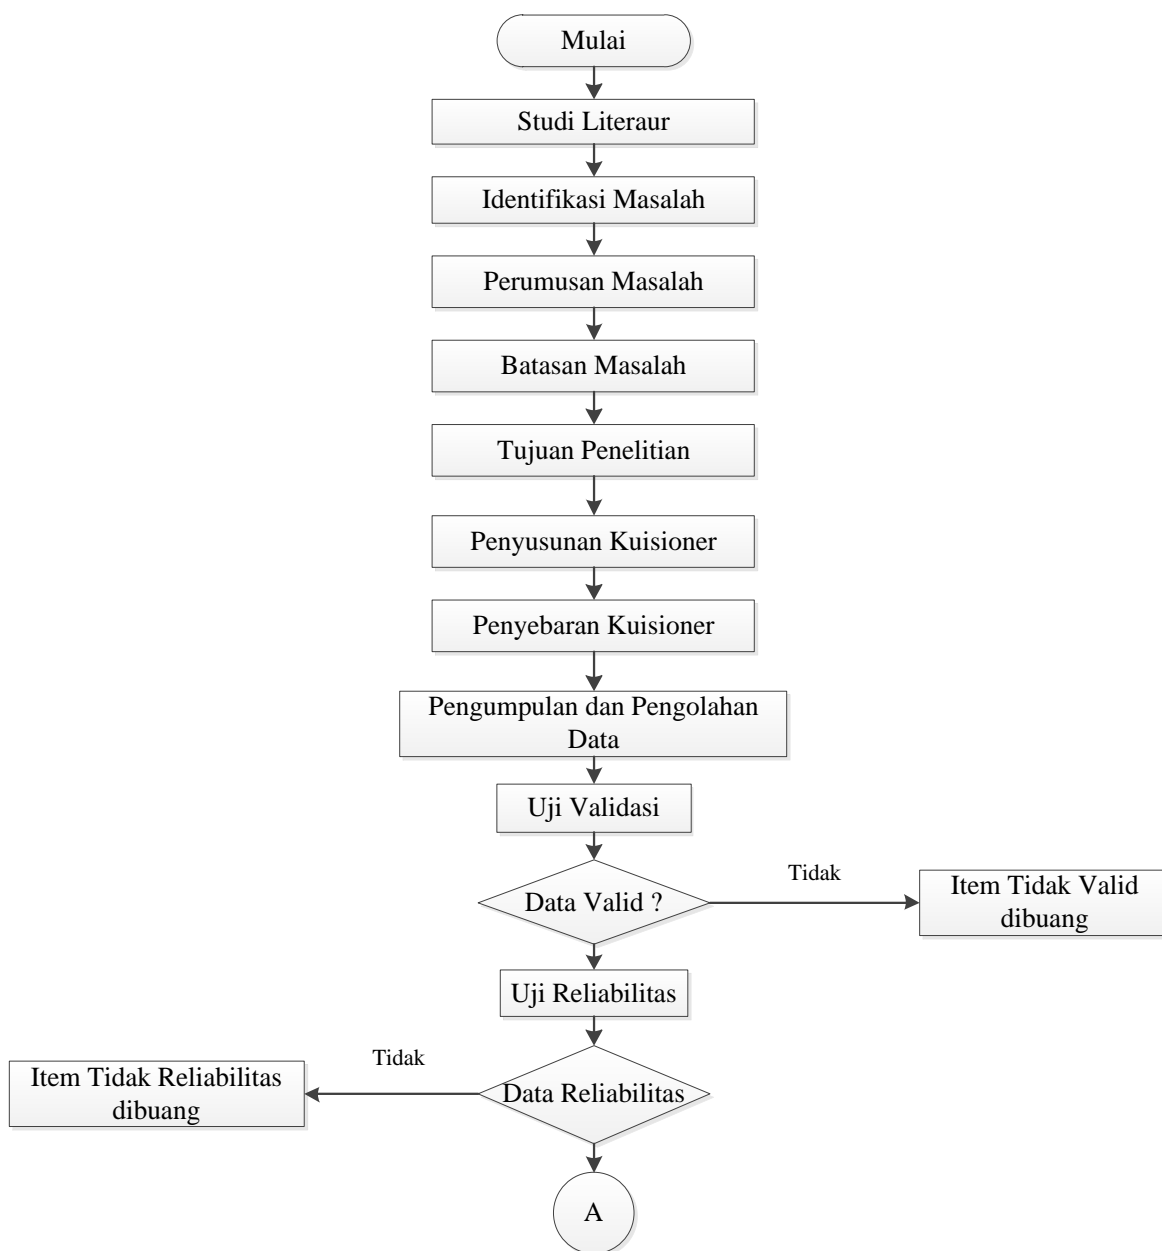 Mulai
Studi Literaur
Identifikasi Masalah
Perumusan Masalah
Batasan Masalah
Tujuan Penelitian
Penyusunan Kuisioner
Penyebaran Kuisioner
Pengumpulan dan Pengolahan
Data
Uji Validasi
Data Valid ?
Tidak
Item Tidak Valid
dibuang
Uji Reliabilitas
Data Reliabilitas
Tidak
Item Tidak Reliabilitas
dibuang
A